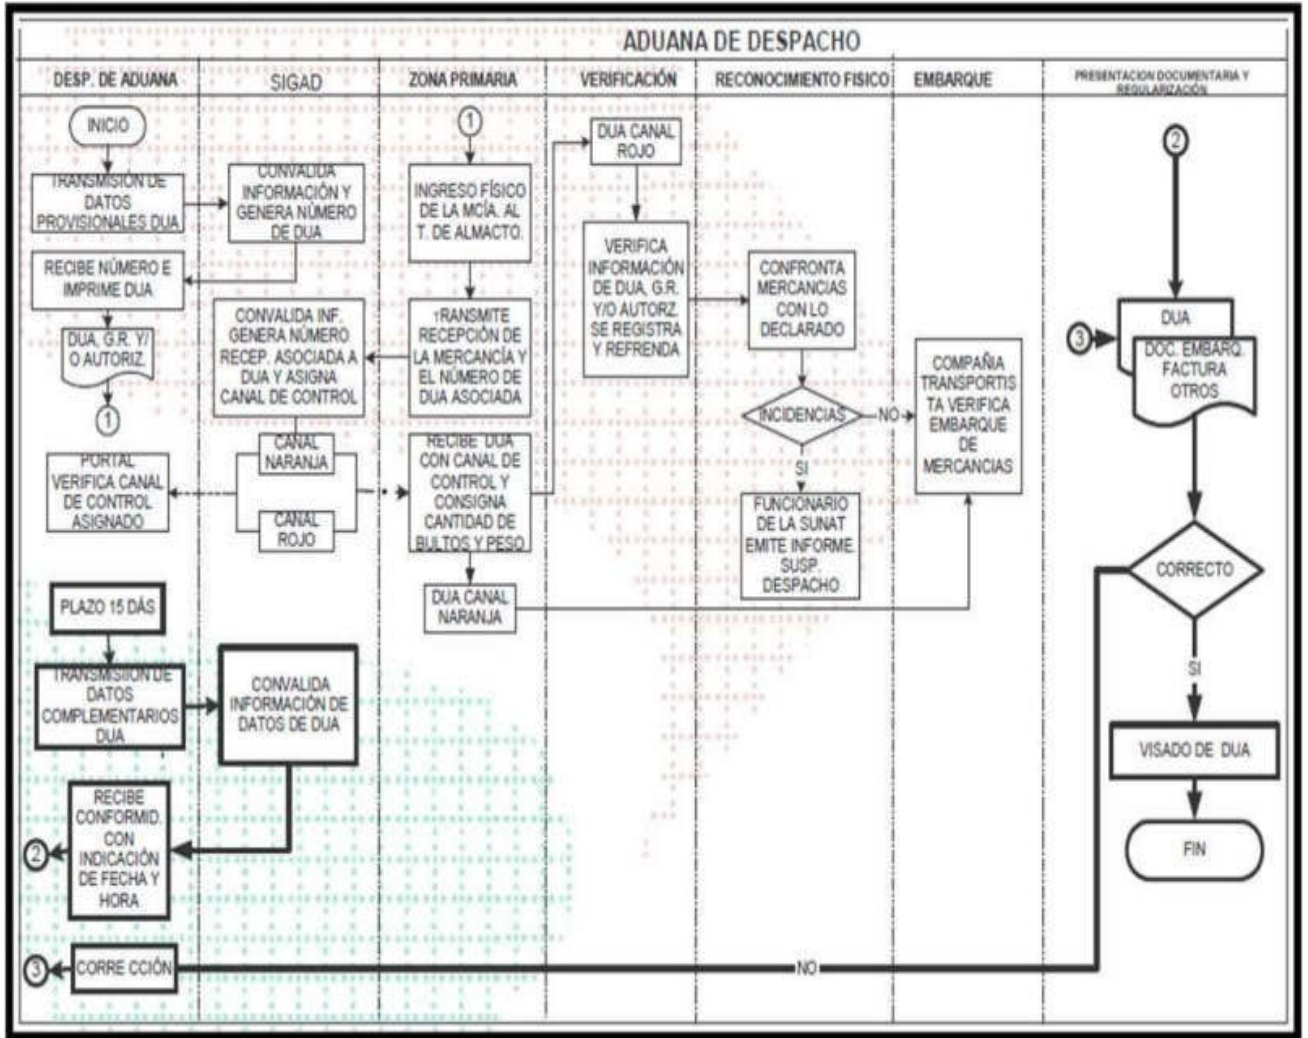 ADUANA DE DESPACHO
DESP. DE ADUANA
SIGAD
ZONA PRIMARIA
VERIFICACIÓN
RECONOCIMIENTO FISICO
EMBARQUE
PRESENTACION DOCUMENTARIA Y
REGULARIZACIÓN
INICIO
TRANSMISIÓN DE
DATOS
PROVISIONALES DUA
RECIBE NÚMERO E
IMPRIME DUA
DUA, G.R. Y/
O AUTORIZ.
1
PORTAL
VERIFICA CANAL
DE CONTROL
ASIGNADO
PLAZO 15 DÁS
TRANSMISIION DE
DATOS
COMPLEMENTARIOS
DUA
RECIBE
CONFORMID.
CON
INDICACIÓN
DE FECHA Y
HORA
2
CORRE CCIÓN
3
CONVALIDA
INFORMACIÓN Y
GENERA NÚMERO
DE DUA
CONVALIDA INF.
GENERA NÚMERO
RECEP. ASOCIADA A
DUA Y ASIGNA
CANAL DE CONTROL
CANAL
NARANJA
CANAL
ROJO
CONVALIDA
INFORMACIÓN DE
DATOS DE DUA
1
INGRESO FÍSICO
DE LA MCÍA. AL
T. DE ALMACTO.
TRANSMITE
RECEPCIÓN DE
LA MERCANCÍA Y
EL NÚMERO DE
DUA ASOCIADA
RECIBE DUA
CON CANAL DE
CONTROL Y
CONSIGNA
CANTIDAD DE
BULTOS Y PESO
DUA CANAL
NARANJA
DUA CANAL
ROJO
VERIFICA
INFORMACIÓN
DE DUA, G.R.
Y/O AUTORZ.
SE REGISTRA
Y REFRENDA
CONFRONTA
MERCANCIAS
CON LO
DECLARADO
INCIDENCIAS
NO
SI
FUNCIONARIO
DE LA SUNAT
EMITE INFORME.
SUSP.
DESPACHO
COMPAÑIA
TRANSPORTIS
TA VERIFICA
EMBARQUE
DE
MERCANCIAS
2
3
DUA
DOC. EMBARQ.
FACTURA
OTROS
CORRECTO
SI
NO
VISADO DE DUA
FIN